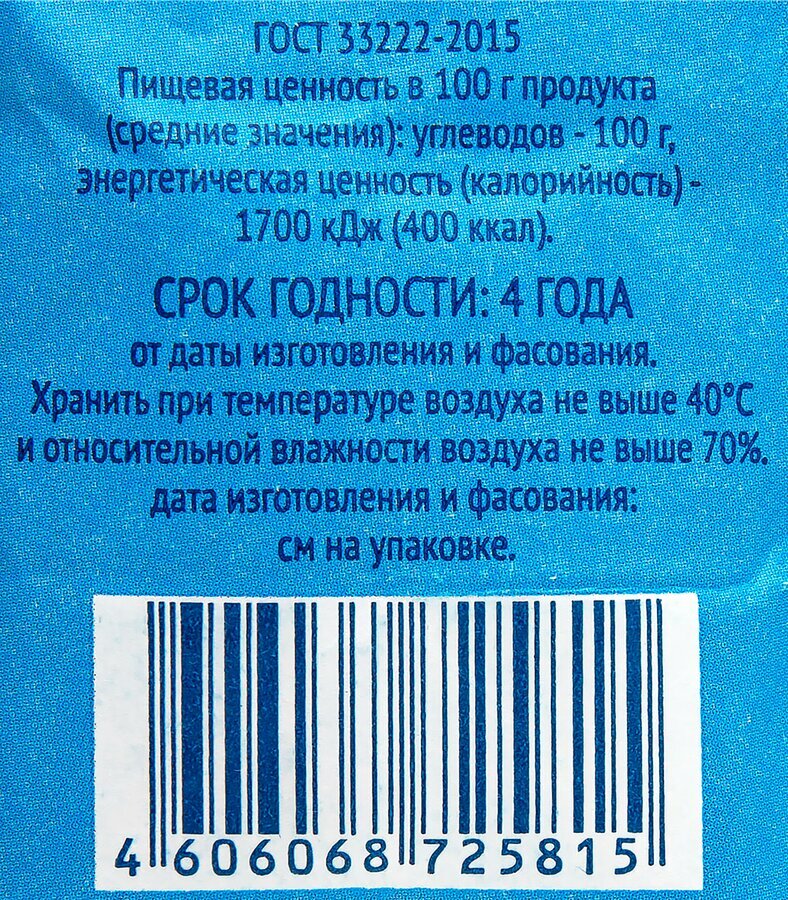 ГОСТ 33222-2015
Пищевая ценность в 100 г продукта
(средние значения): углеводов - 100 г,
энергетическая ценность (калорийность) -
1700 кДж (400 ккал).
СРОК ГОДНОСТИ: 4 ГОДА
от даты изготовления и фасования.
Хранить при температуре воздуха не выше 40°С
и относительной влажности воздуха не выше 70%.
дата изготовления и фасования:
см на упаковке.
4 606068 725815